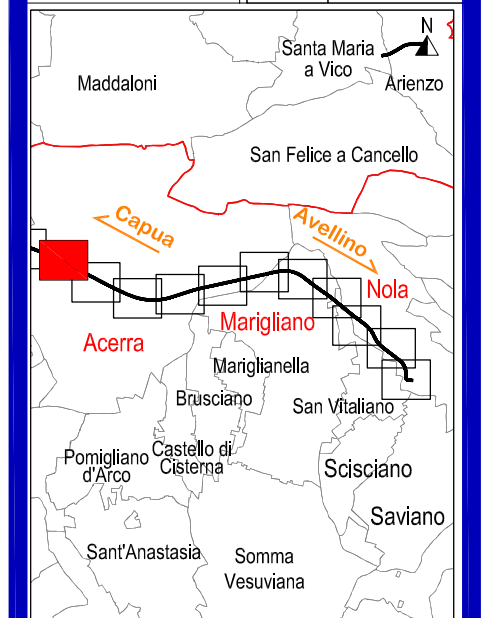 N
Santa Maria
a Vico
Maddaloni
Arienzo
San Felice a Cancello
Capua
Avellino
Nola
Marigliano
Acerra
Mariglianella
Brusciano
San Vitaliano
Castello di
Cisterna
Pomigliano
d'Arco
Scisciano
Saviano
Sant'Anastasia
Somma
Vesuviana